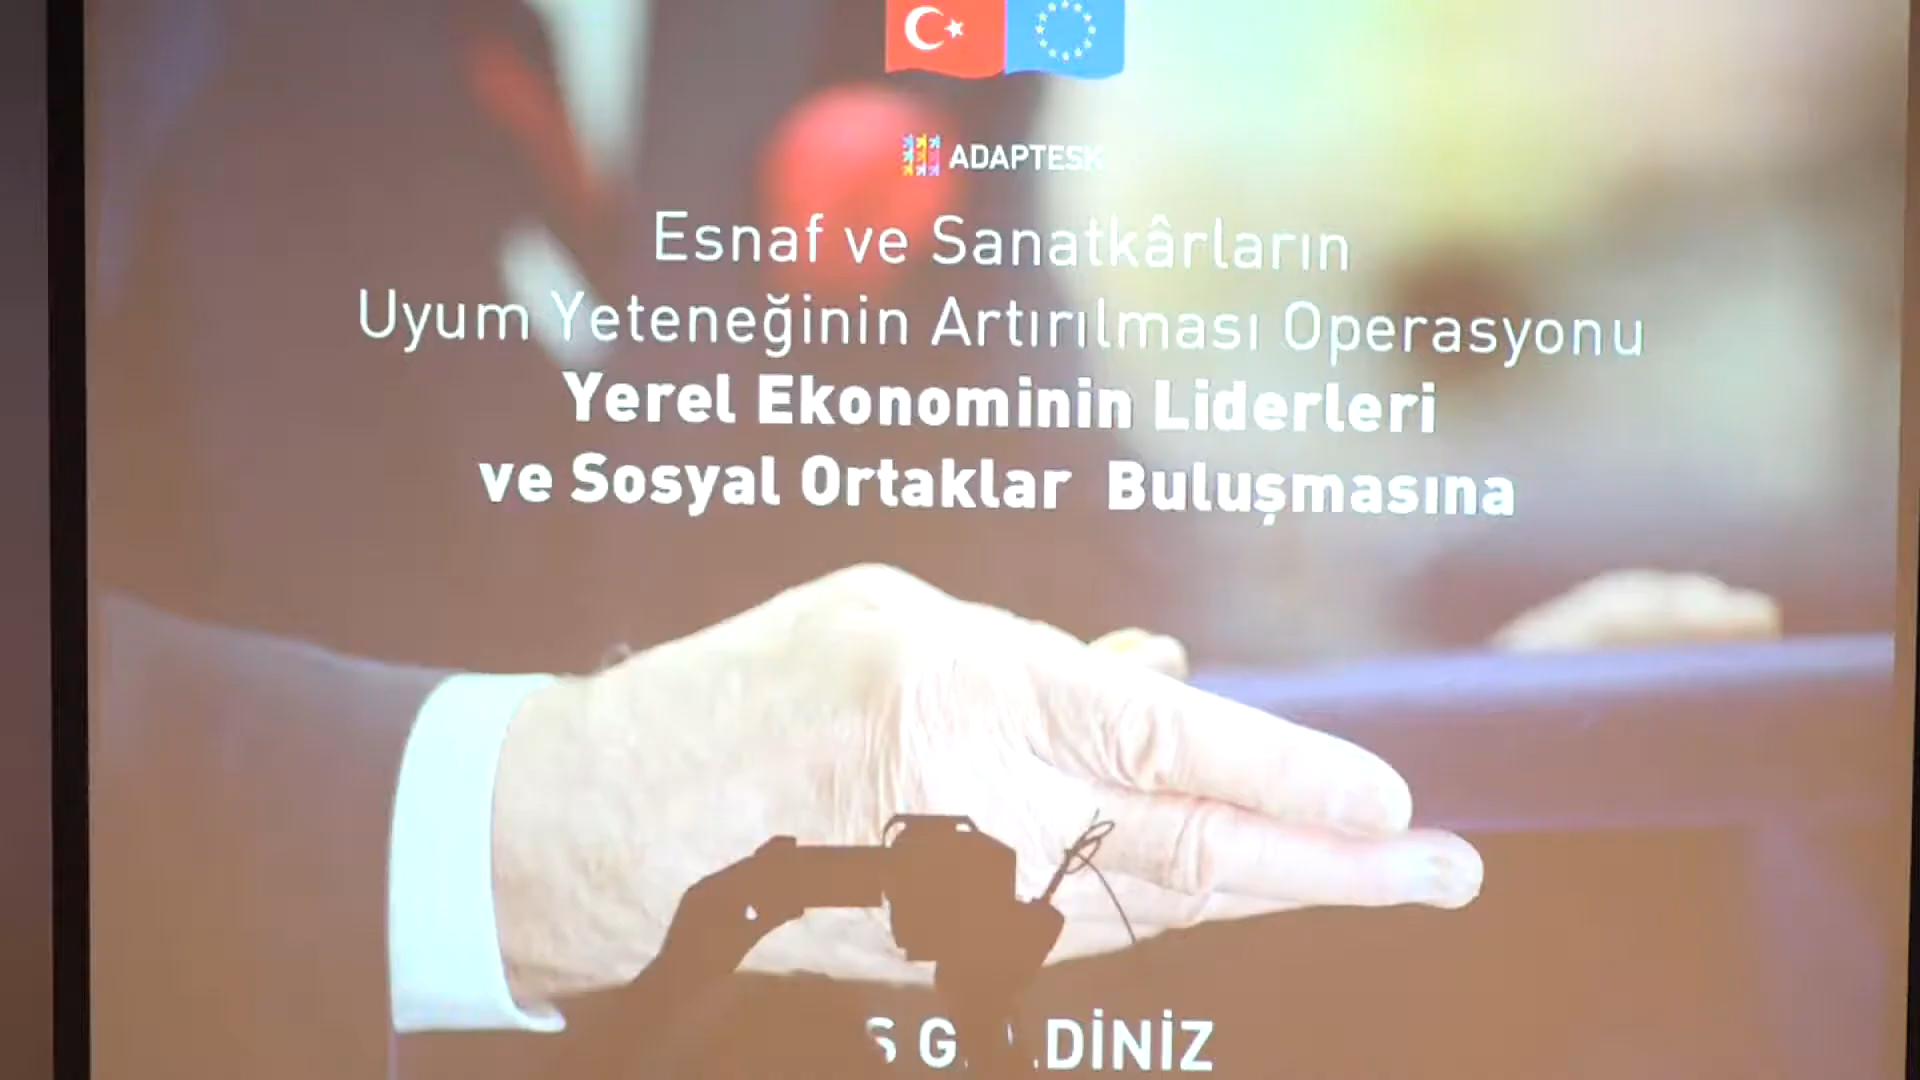 ADAPTESK
Esnaf ve Sanatkârların
Uyum Yeteneğinin Artırılması Operasyonu
Yerel Ekonominin Liderleri
ve Sosyal Ortaklar Buluşmasına